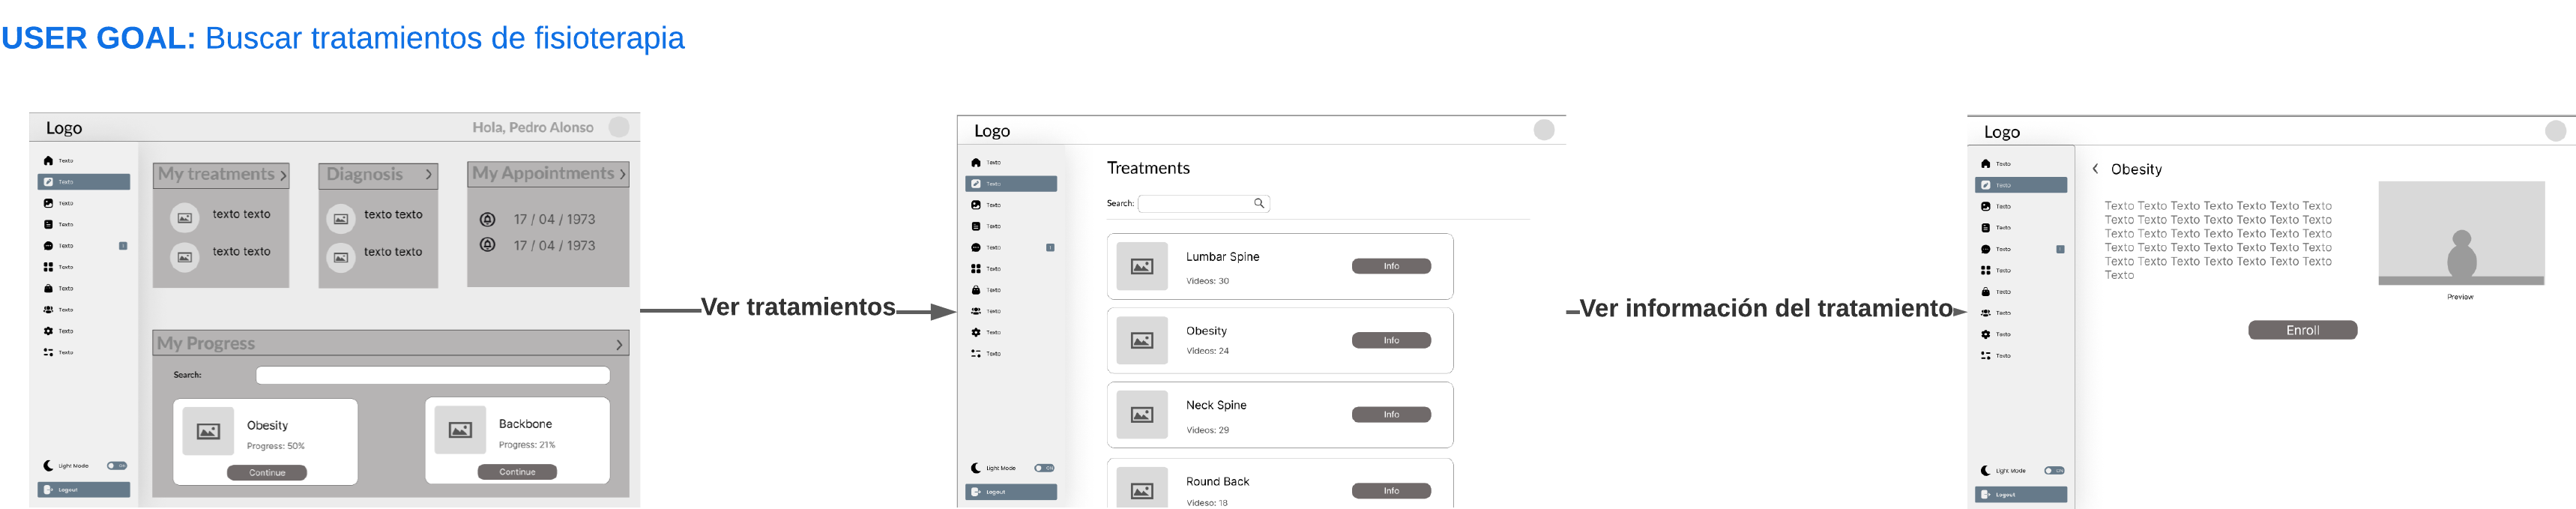 USER GOAL: Buscar tratamientos de fisioterapia
Logo
Hola, Pedro Alonso
Texto
Texto
Texto
Texto
Texto
Texto
Texto
Texto
Texto
Texto
Light Mode
ON
Logout
My treatments
texto texto
texto texto
Diagnosis
texto texto
texto texto
My Appointments
17 / 04 / 1973
17 / 04 / 1973
My Progress
Search:
Obesity
Progress: 50%
Continue
Backbone
Progress: 21%
Continue
Ver tratamientos
Logo
Texto
Texto
Texto
Texto
Texto
Texto
Texto
Texto
Texto
Texto
Light Mode
ON
Logout
Treatments
Search:
Lumbar Spine
Videos: 30
Info
Obesity
Videos: 24
Info
Neck Spine
Videos: 29
Info
Round Back
Videso: 18
Info
Ver información del tratamiento
Logo
Texto
Texto
Texto
Texto
Texto
Texto
Texto
Texto
Texto
Texto
Light Mode
ON
Logout
Obesity
Texto Texto Texto Texto Texto Texto Texto
Texto Texto Texto Texto Texto Texto Texto
Texto Texto Texto Texto Texto Texto Texto
Texto Texto Texto Texto Texto Texto Texto
Texto Texto Texto Texto Texto Texto Texto
Texto
Preview
Enroll